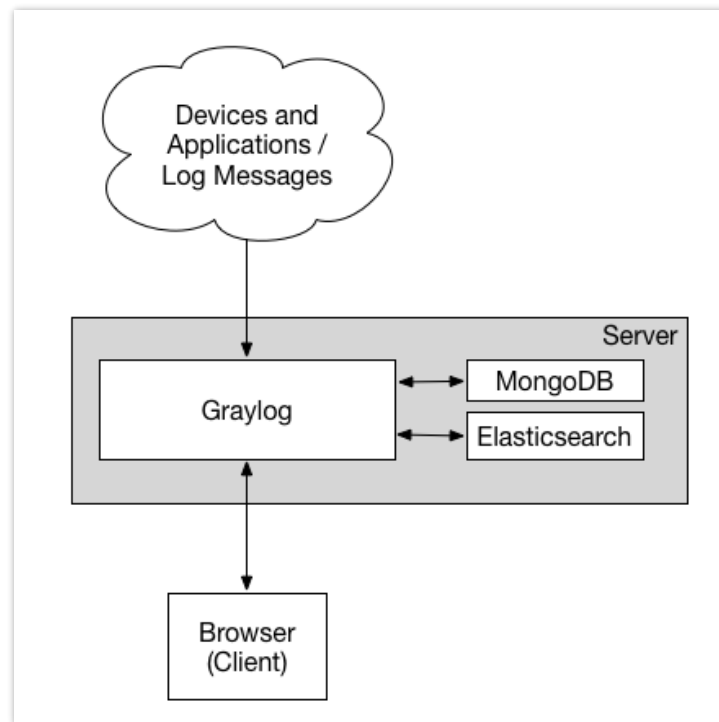 Devices and
Applications /
Log Messages
Server
Graylog
MongoDB
Elasticsearch
Browser
(Client)